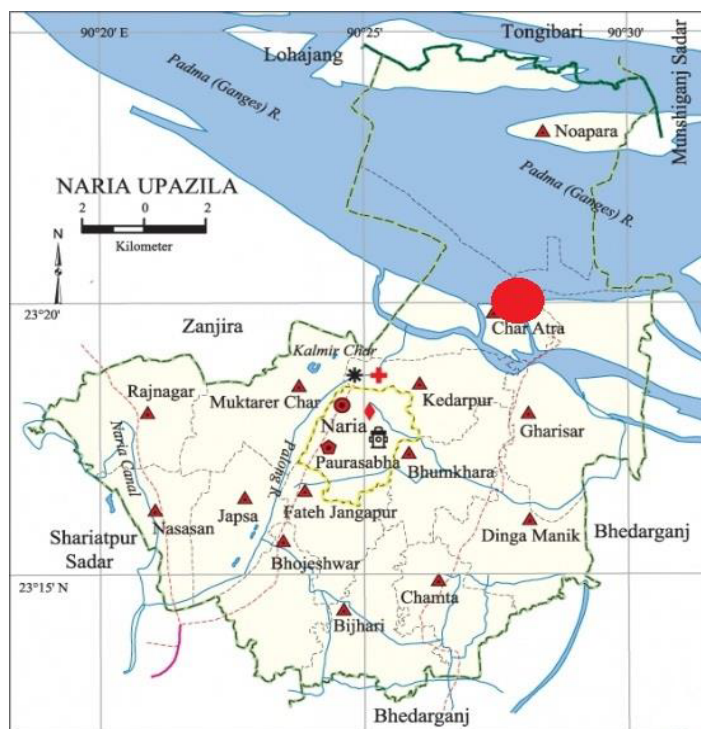 90°20' E
90°25'
90°30'
Tongibari
Lohajang
Munshiganj Sadar
Padma (Ganges) R.
Noapara
NARIA UPAZILA
2 0 2
Kilometer
Padma (Ganges) R.
N
23°20'
Zanjira
Char Atra
Kalmir Char
Rajnagar
Muktarer Char
Kedarpur
Naria
Gharisar
Naria Canal
Palong R.
Paurasabha
Bhumkhara
Nasasan
Japsa
Fateh Jangapur
Dinga Manik
Bhedarganj
Shariatpur
Sadar
Bhojeshwar
23°15' N
Chamta
Bijhari
Bhedarganj